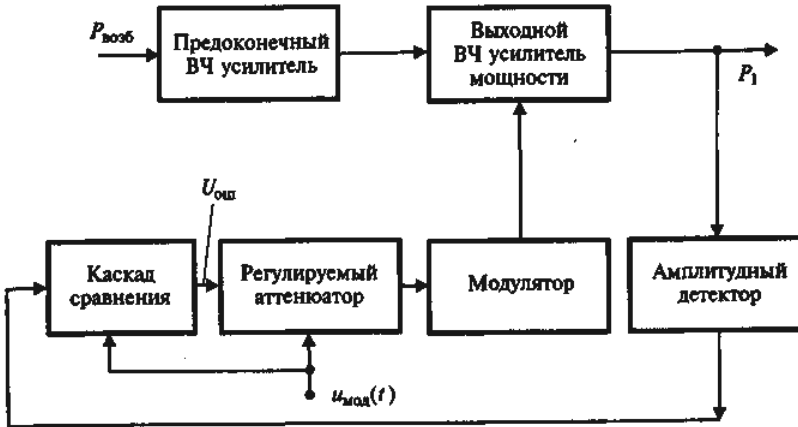 Pвозб
Предоконечный
ВЧ усилитель
Выходной
ВЧ усилитель
мощности
P1
Uош
Каскад
сравнения
Регулируемый
аттенюатор
Модулятор
Амплитудный
детектор
uмод(t)